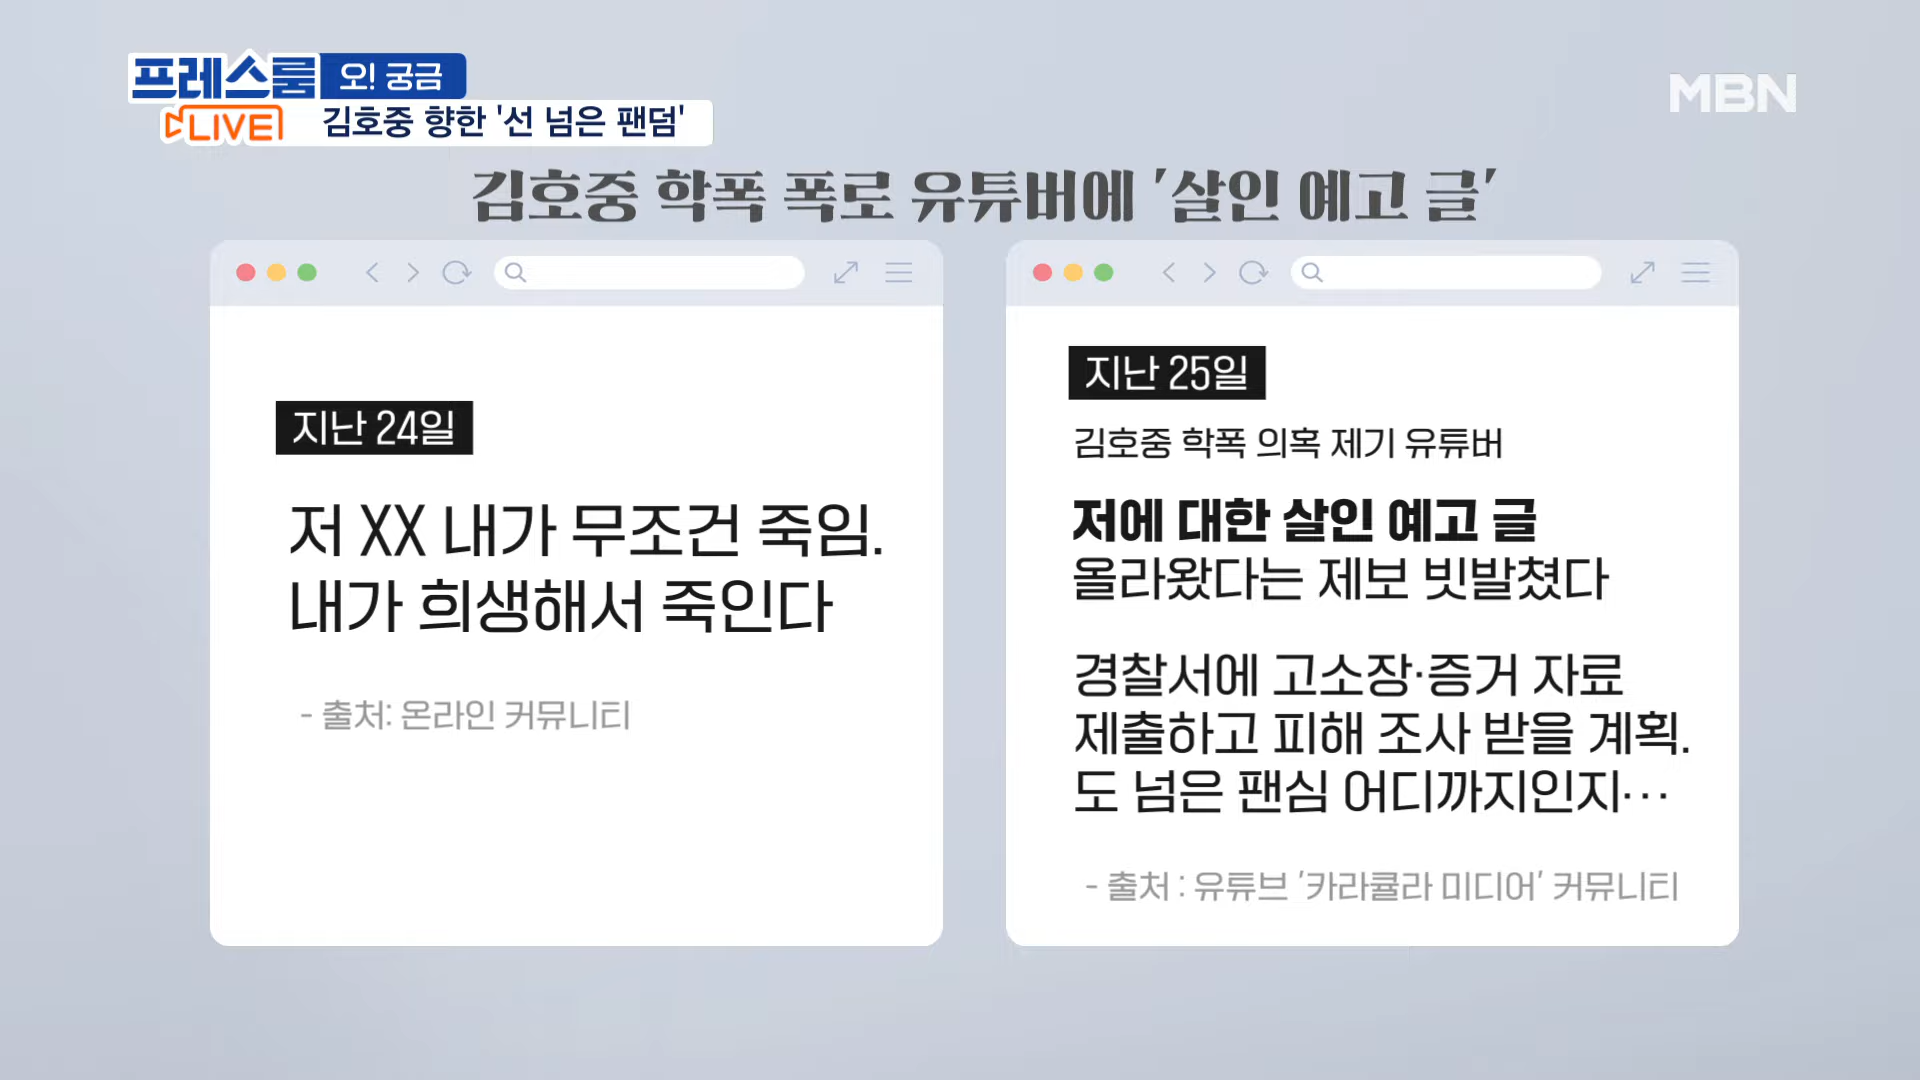 프레스룸 오! 궁금
MBN
LIVE 김호중 향한 '선 넘은 팬덤'
김호중 학폭 폭로 유튜버에 '살인 예고 글'
지난 24일
저 XX 내가 무조건 죽임.
내가 희생해서 죽인다
- 출처: 온라인 커뮤니티
지난 25일
김호중 학폭 의혹 제기 유튜버
저에 대한 살인 예고 글
올라왔다는 제보 빗발쳤다
경찰서에 고소장·증거 자료
제출하고 피해 조사 받을 계획.
도 넘은 팬심 어디까지인지…
- 출처 : 유튜브 '카라큘라 미디어' 커뮤니티